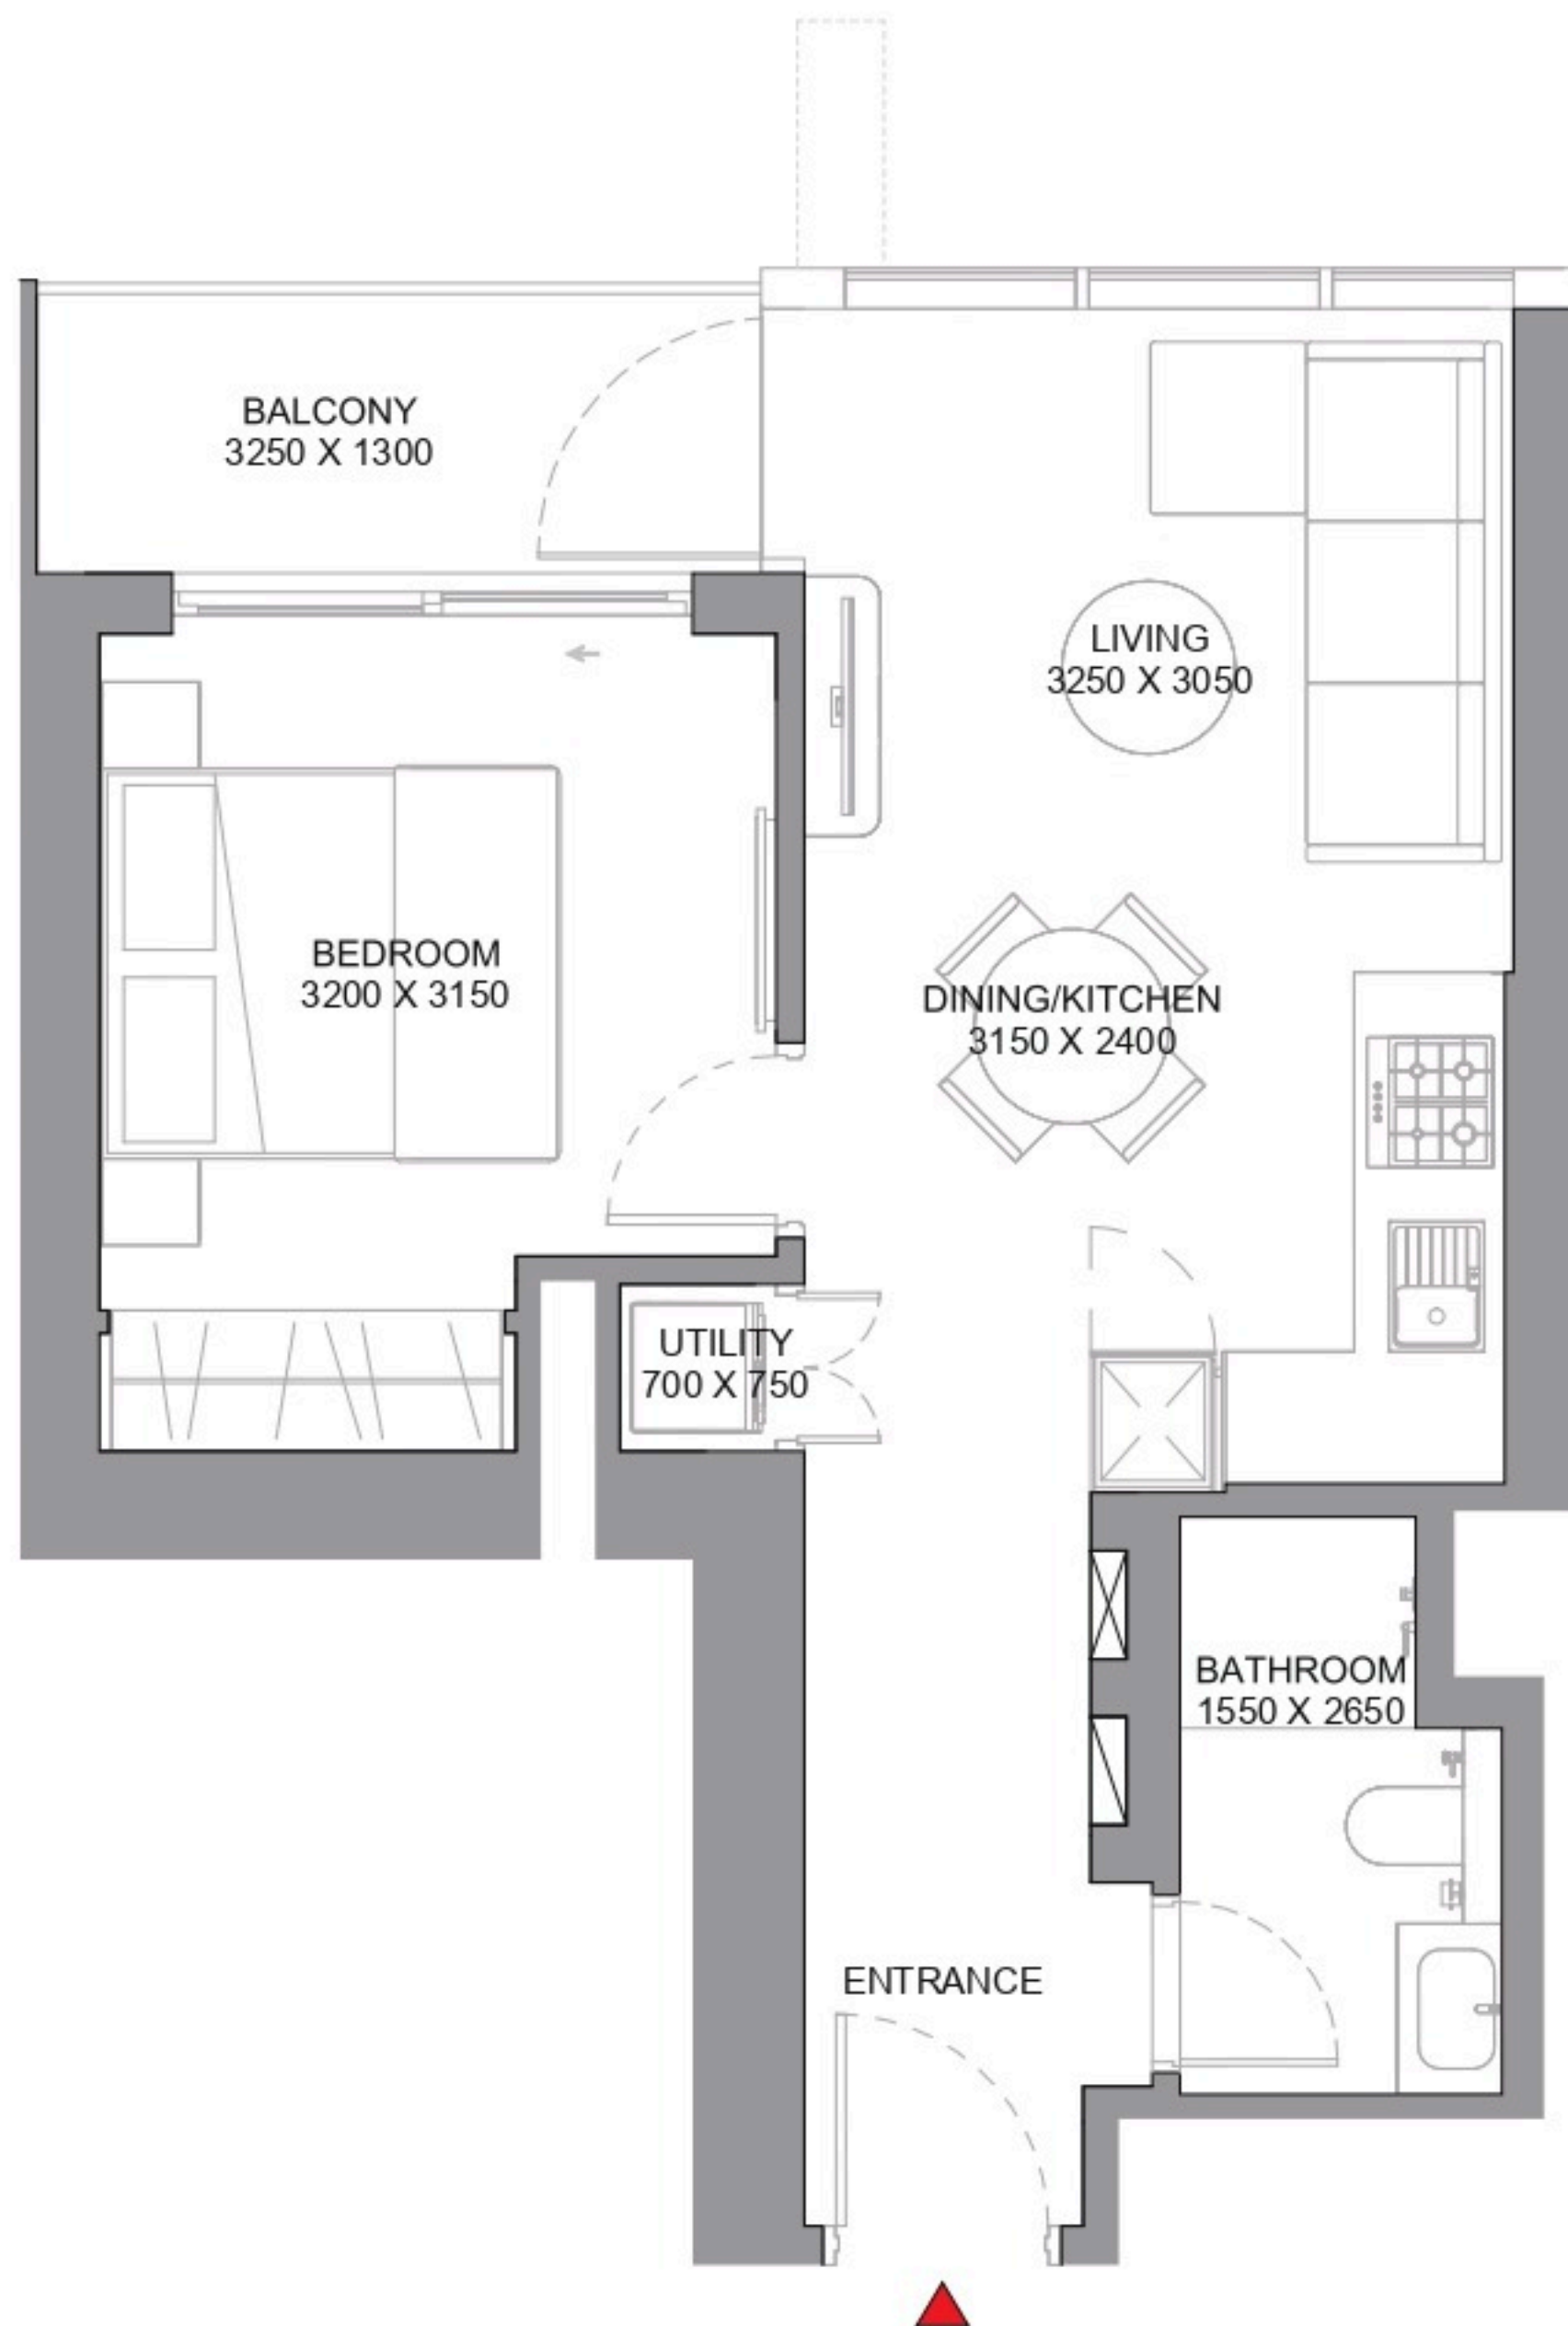 BALCONY
3250 X 1300
LIVING
3250 X 3050
BEDROOM
3200 X 3150
DINING/KITCHEN
3150 X 2400
UTILITY
700 X 750
BATHROOM
1550 X 2650
ENTRANCE